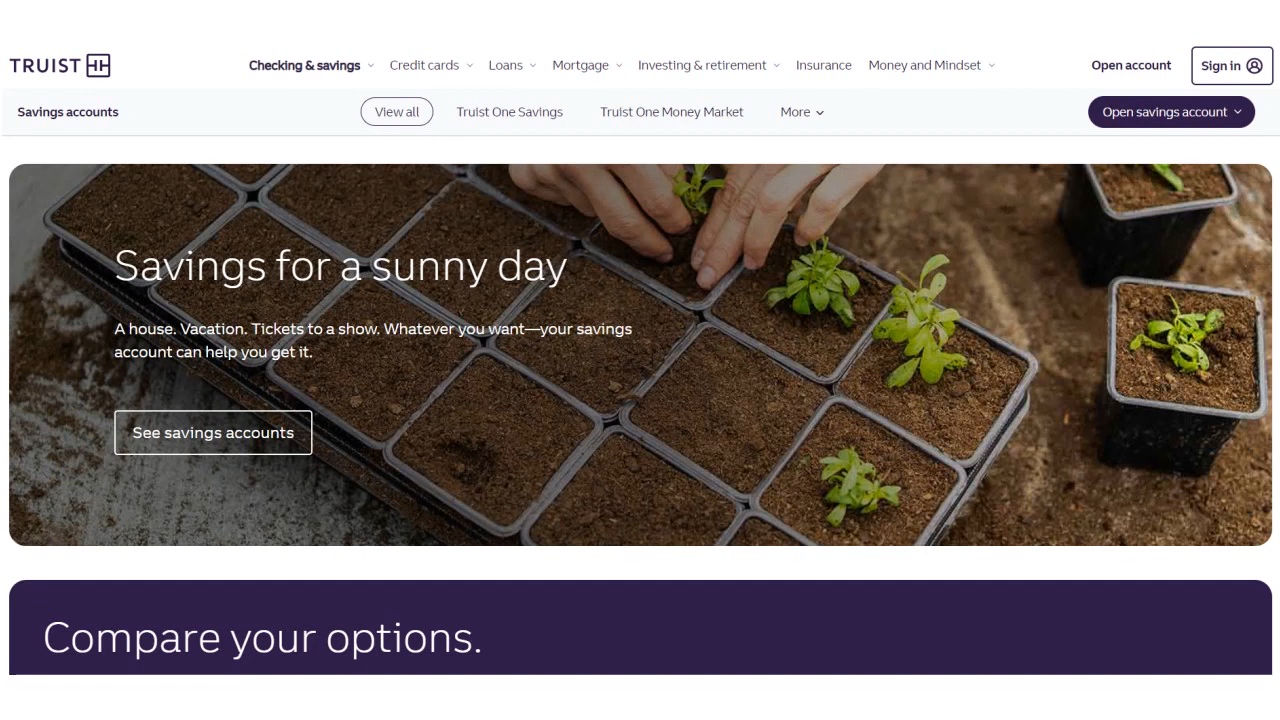 TRUIST
Checking & savings
Credit cards
Loans
Mortgage
Investing & retirement
Insurance
Money and Mindset
Open account
Sign in
Savings accounts
View all
Truist One Savings
Truist One Money Market
More
Open savings account
Savings for a sunny day
A house. Vacation. Tickets to a show. Whatever you want—your savings
account can help you get it.
See savings accounts
Compare your options.